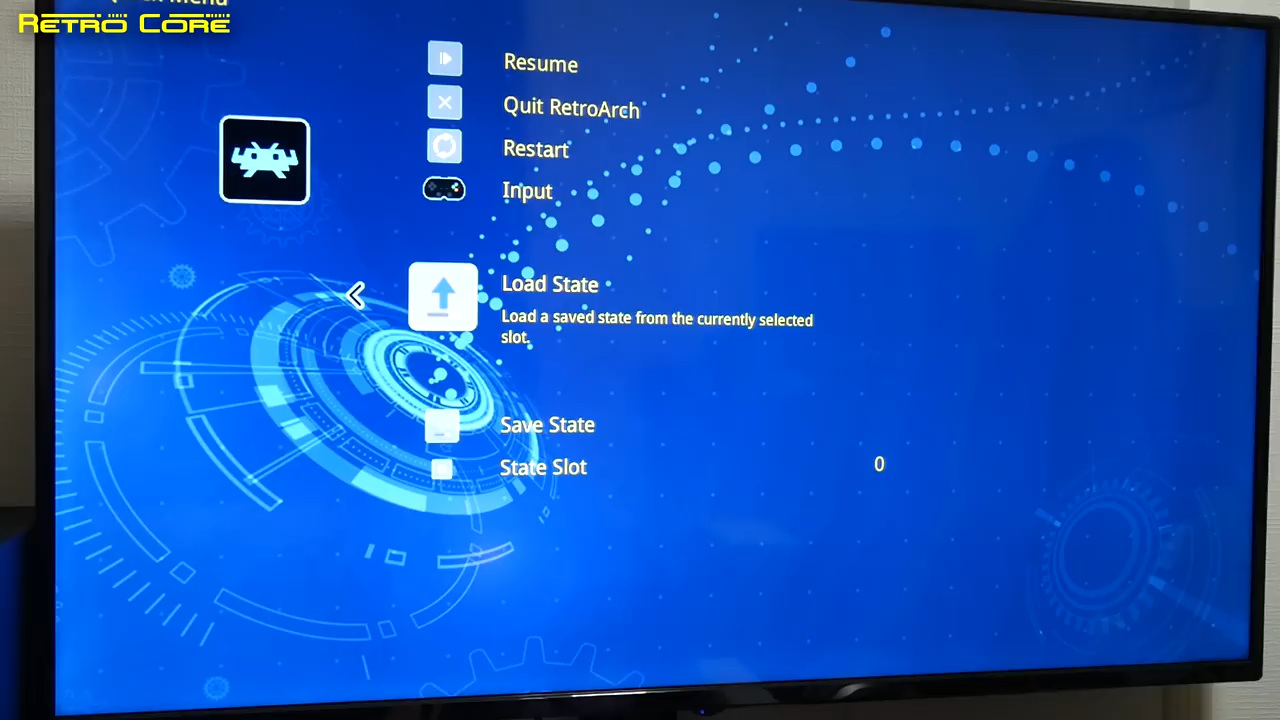 Menu
RETRO CORE
Resume
Quit RetroArch
Restart
Input
Load State
Load a saved state from the currently selected
slot.
Save State
State Slot
0